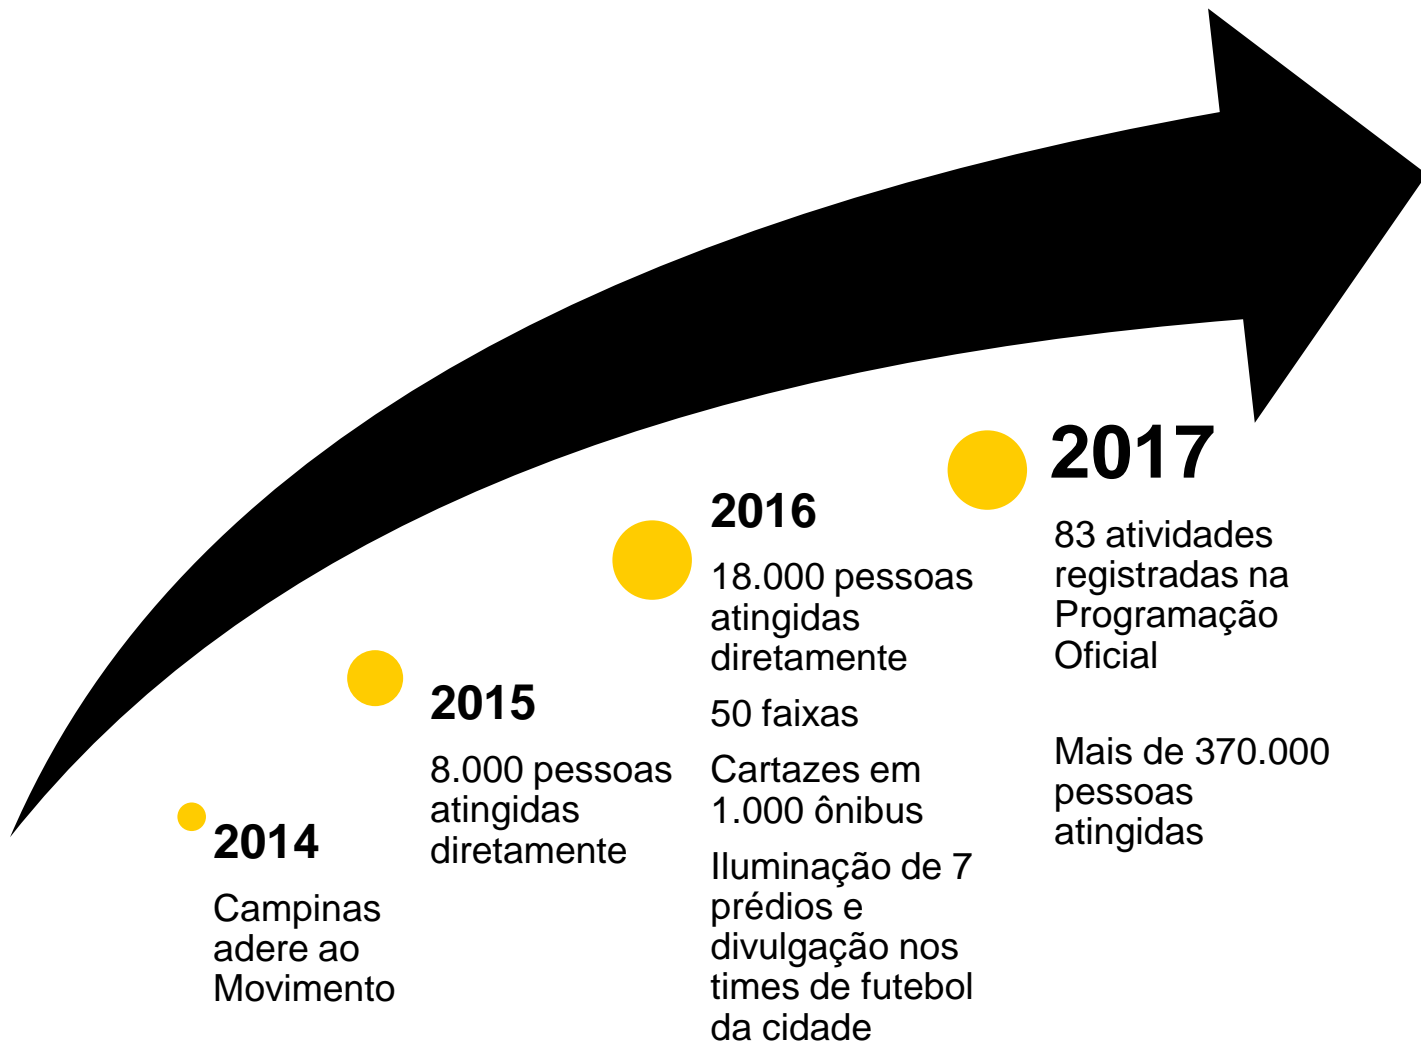 2014
Campinas
adere ao
Movimento
2015
8.000 pessoas
atingidas
diretamente
2016
18.000 pessoas
atingidas
diretamente
50 faixas
Cartazes em
1.000 ônibus
Iluminação de 7
prédios e
divulgação nos
times de futebol
da cidade
2017
83 atividades
registradas na
Programação
Oficial
Mais de 370.000
pessoas
atingidas